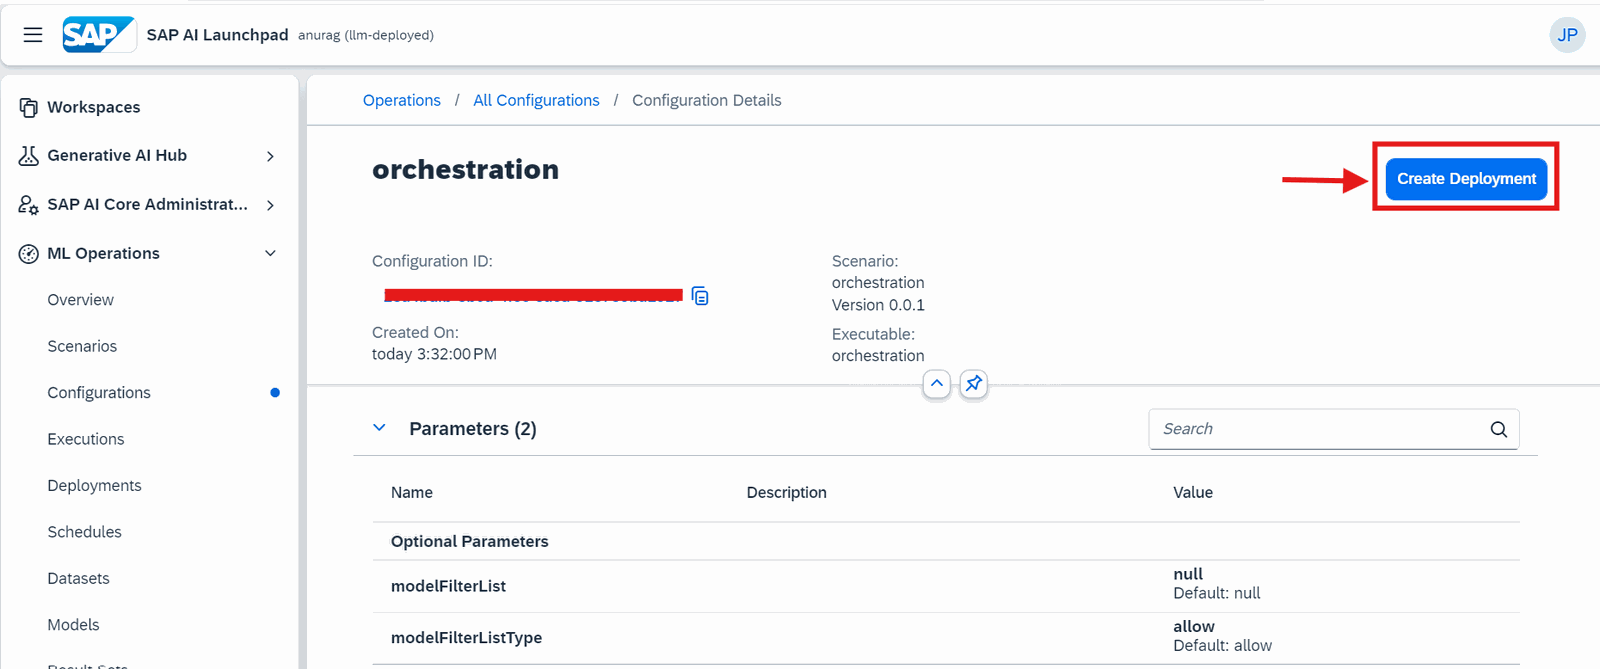 SAP SAP AI Launchpad anurag (llm-deployed) JP
Workspaces
Generative AI Hub
SAP AI Core Administrat...
ML Operations
Overview
Scenarios
Configurations
Executions
Deployments
Schedules
Datasets
Models
Operations / All Configurations / Configuration Details
orchestration
Create Deployment
Configuration ID:
Created On:
today 3:32:00 PM
Scenario:
orchestration
Version 0.0.1
Executable:
orchestration
Parameters (2)
Search
Name Description Value
Optional Parameters
modelFilterList
null
Default: null
modelFilterListType
allow
Default: allow